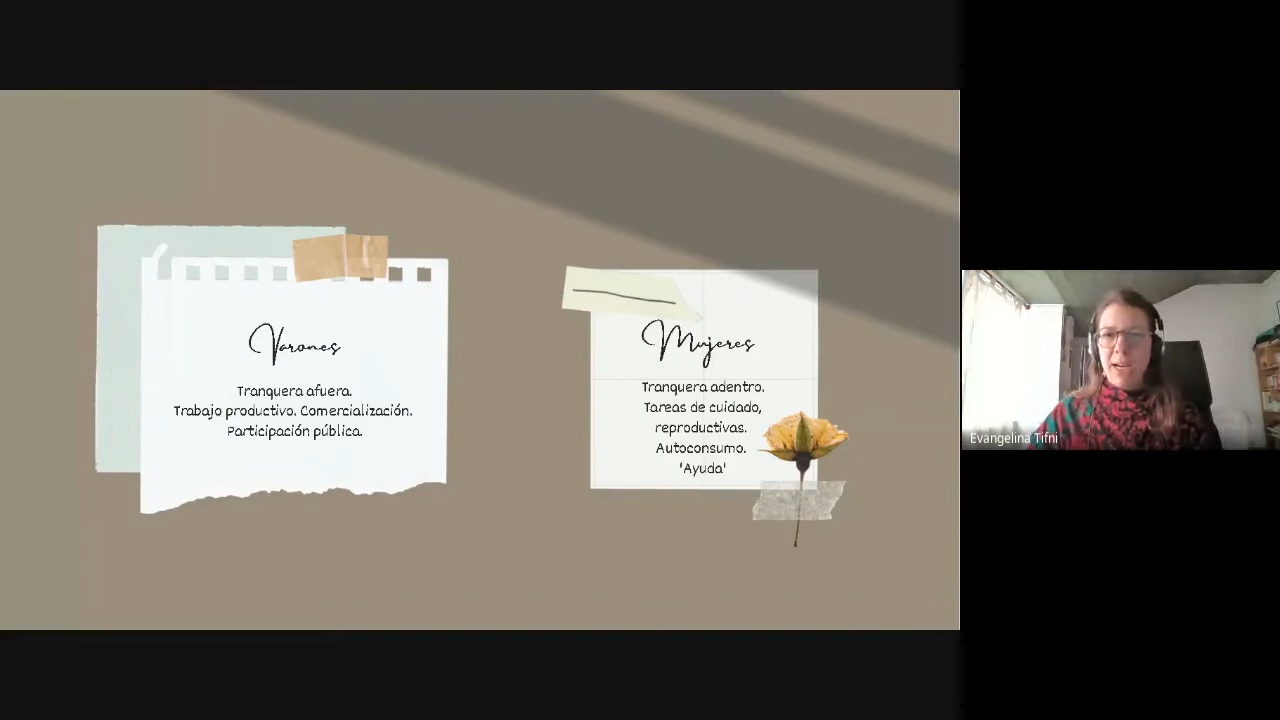 Varones
Tranquera afuera.
Trabajo productivo. Comercialización.
Participación pública.
Mujeres
Tranquera adentro.
Tareas de cuidado,
reproductivas.
Autoconsumo.
'Ayuda'
Evangelina Tifni